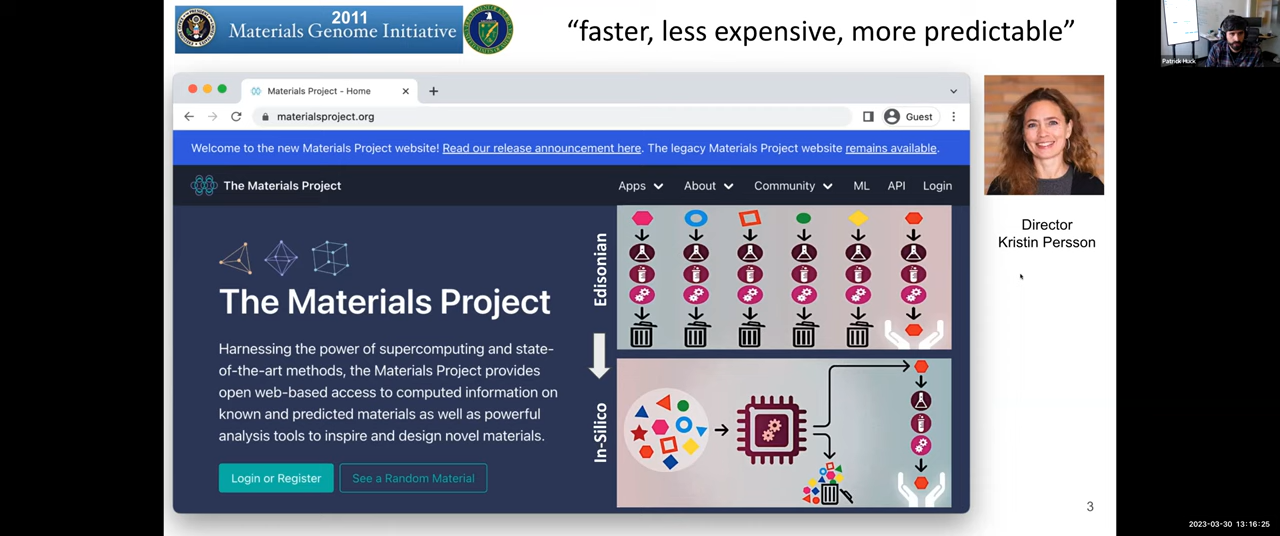 2011
Materials Genome Initiative
“faster, less expensive, more predictable”
Patrick Huck
Materials Project - Home
materialsproject.org
Guest
Welcome to the new Materials Project website! Read our release announcement here. The legacy Materials Project website remains available.
The Materials Project
Apps
About
Community
ML
API
Login
Director
Kristin Persson
Edisonian
The Materials Project
Harnessing the power of supercomputing and state-
of-the-art methods, the Materials Project provides
open web-based access to computed information on
known and predicted materials as well as powerful
analysis tools to inspire and design novel materials.
In-Silico
Login or Register
See a Random Material
3
2023-03-30 13:16:25